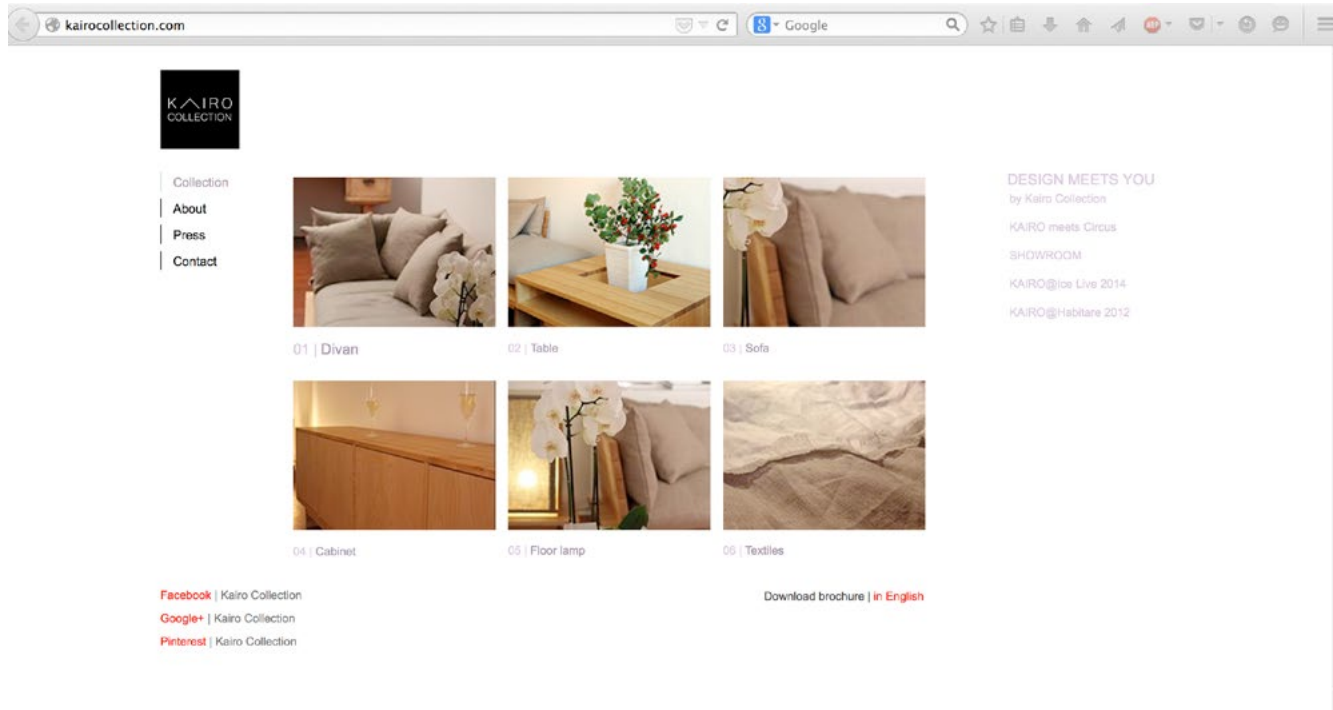 kairocollection.com
Google
KAIRO
COLLECTION
Collection
About
Press
Contact
01 | Divan
02 | Table
03 | Sofa
04 | Cabinet
05 | Floor lamp
06 | Textiles
DESIGN MEETS YOU
by Kairo Collection
KAIRO meets Circus
SHOWROOM
KAIRO@Ice Live 2014
KAIRO@Habitare 2012
Facebook | Kairo Collection
Google+ | Kairo Collection
Pinterest | Kairo Collection
Download brochure | in English